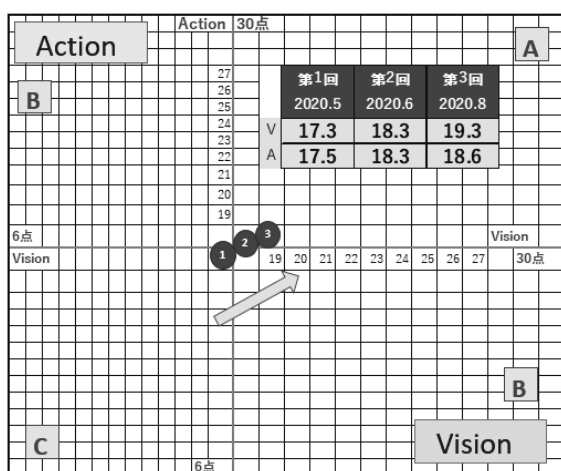 Action 30点
Action
A
B
27
26
25
24
23
22
21
20
19
第1回 第2回 第3回
2020.5 2020.6 2020.8
V 17.3 18.3 19.3
A 17.5 18.3 18.6
6点 Vision
1 2 3
Vision 19 20 21 22 23 24 25 26 27 30点
B
C
Vision
6点